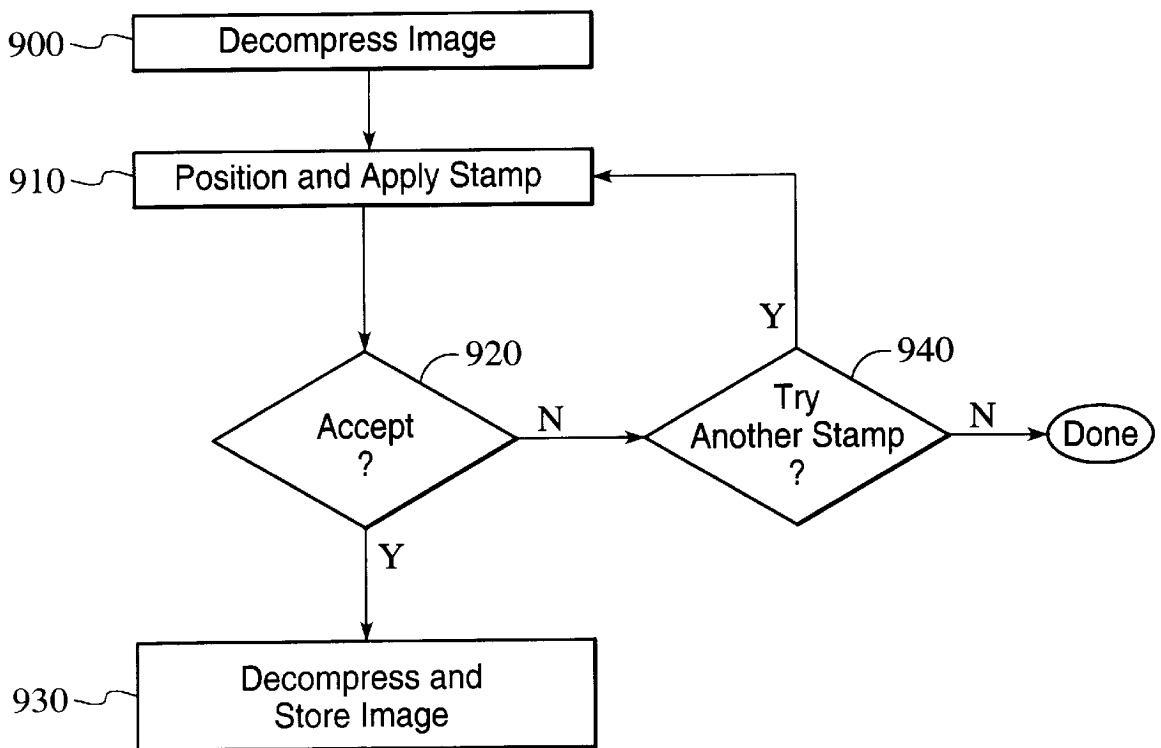 900
Decompress Image
910
Position and Apply Stamp
Y
920
940
Accept
?
N
Try
Another Stamp
?
N
Done
Y
930
Decompress and
Store Image